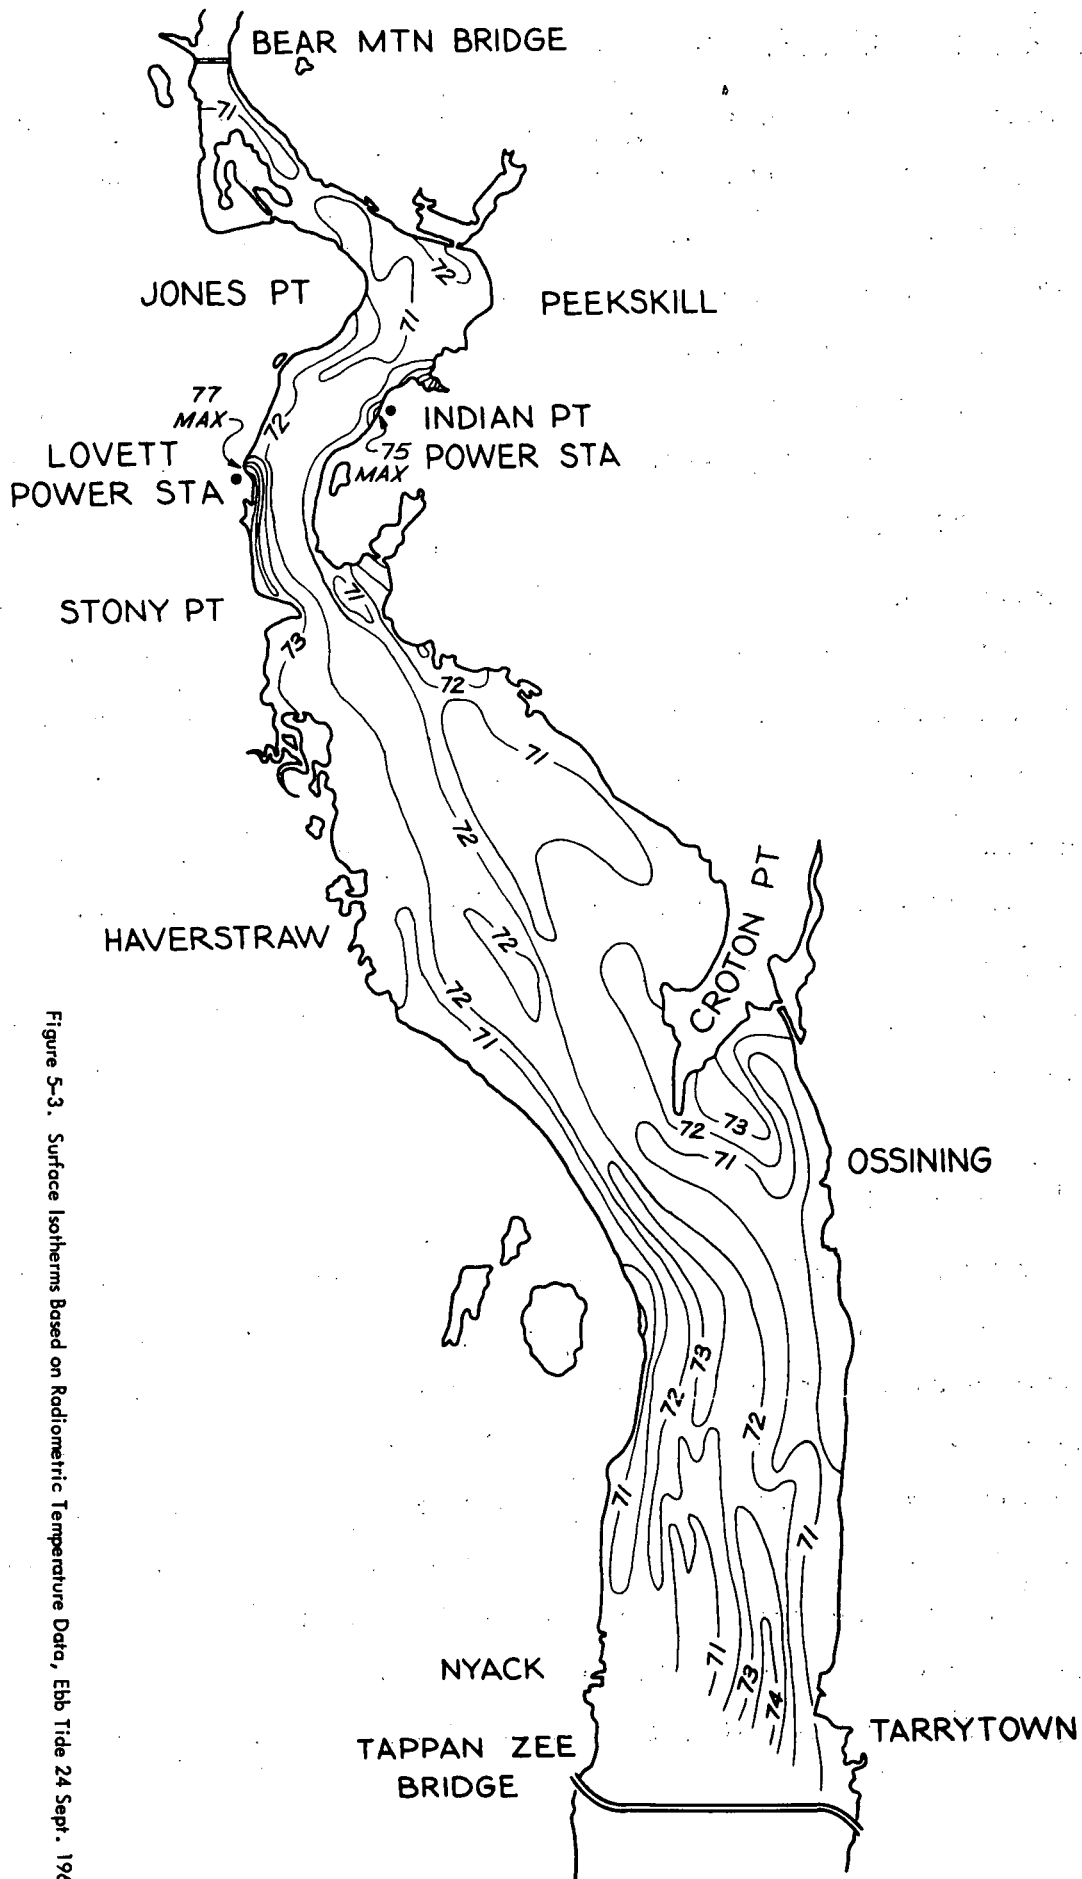 BEAR MTN BRIDGE
71
JONES PT
72
PEEKSKILL
71
77
MAX
72
INDIAN PT
POWER STA
75
MAX
LOVETT
POWER STA
71
STONY PT
73
72
71
72
CROTON PT
HAVERSTRAW
72
72
71
73
72
71
OSSINING
73
72
72
71
71
71
73
74
NYACK
TARRYTOWN
TAPPAN ZEE
BRIDGE
Figure 5-3. Surface Isotherms Based on Radiometric Temperature Data, Ebb Tide 24 Sept.